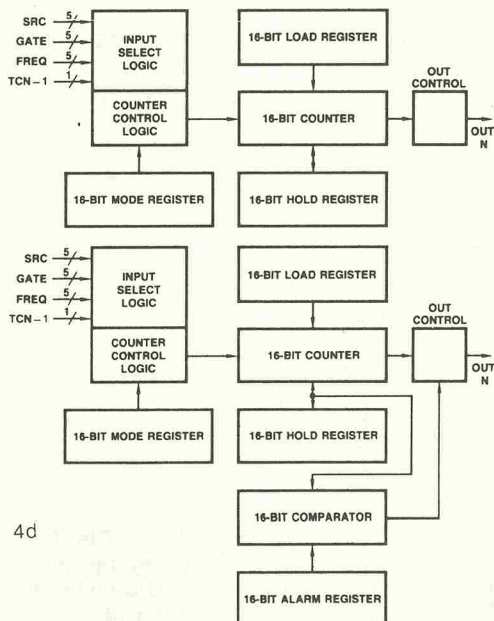 SRC 5
GATE 5
FREQ 5
TCN–1 1
INPUT
SELECT
LOGIC
COUNTER
CONTROL
LOGIC
16-BIT MODE REGISTER
16-BIT LOAD REGISTER
16-BIT COUNTER
16-BIT HOLD REGISTER
OUT
CONTROL
OUT
N
SRC 5
GATE 5
FREQ 5
TCN–1 1
INPUT
SELECT
LOGIC
COUNTER
CONTROL
LOGIC
16-BIT MODE REGISTER
16-BIT LOAD REGISTER
16-BIT COUNTER
16-BIT HOLD REGISTER
OUT
CONTROL
OUT
N
16-BIT COMPARATOR
16-BIT ALARM REGISTER
4d